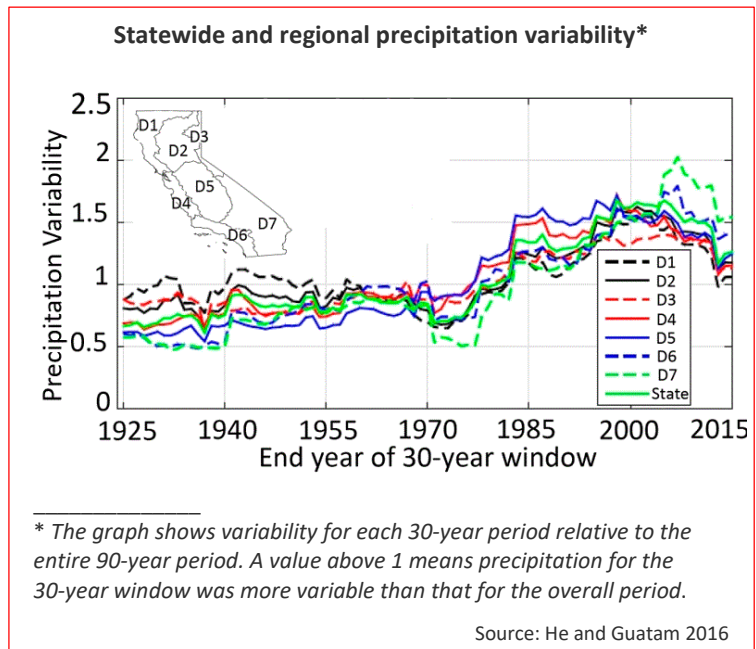 Statewide and regional precipitation variability*
Precipitation Variability
2.5
2
1.5
1
0.5
0
D1
D3
D2
D5
D4
D6
D7
D1
D2
D3
D4
D5
D6
D7
State
1925 1940 1955 1970 1985 2000 2015
End year of 30-year window
* The graph shows variability for each 30-year period relative to the
entire 90-year period. A value above 1 means precipitation for the
30-year window was more variable than that for the overall period.
Source: He and Guatam 2016